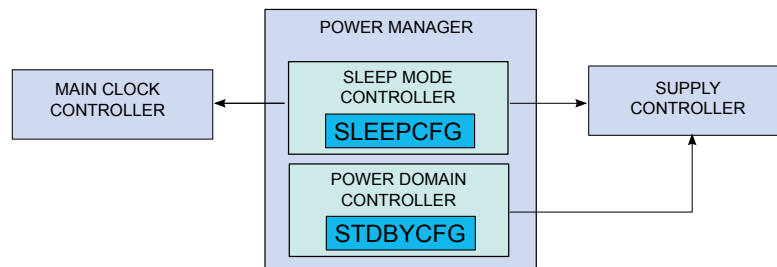 POWER MANAGER
SLEEP MODE
CONTROLLER
SLEEPCFG
POWER DOMAIN
CONTROLLER
STDBYCFG
MAIN CLOCK
CONTROLLER
SUPPLY
CONTROLLER